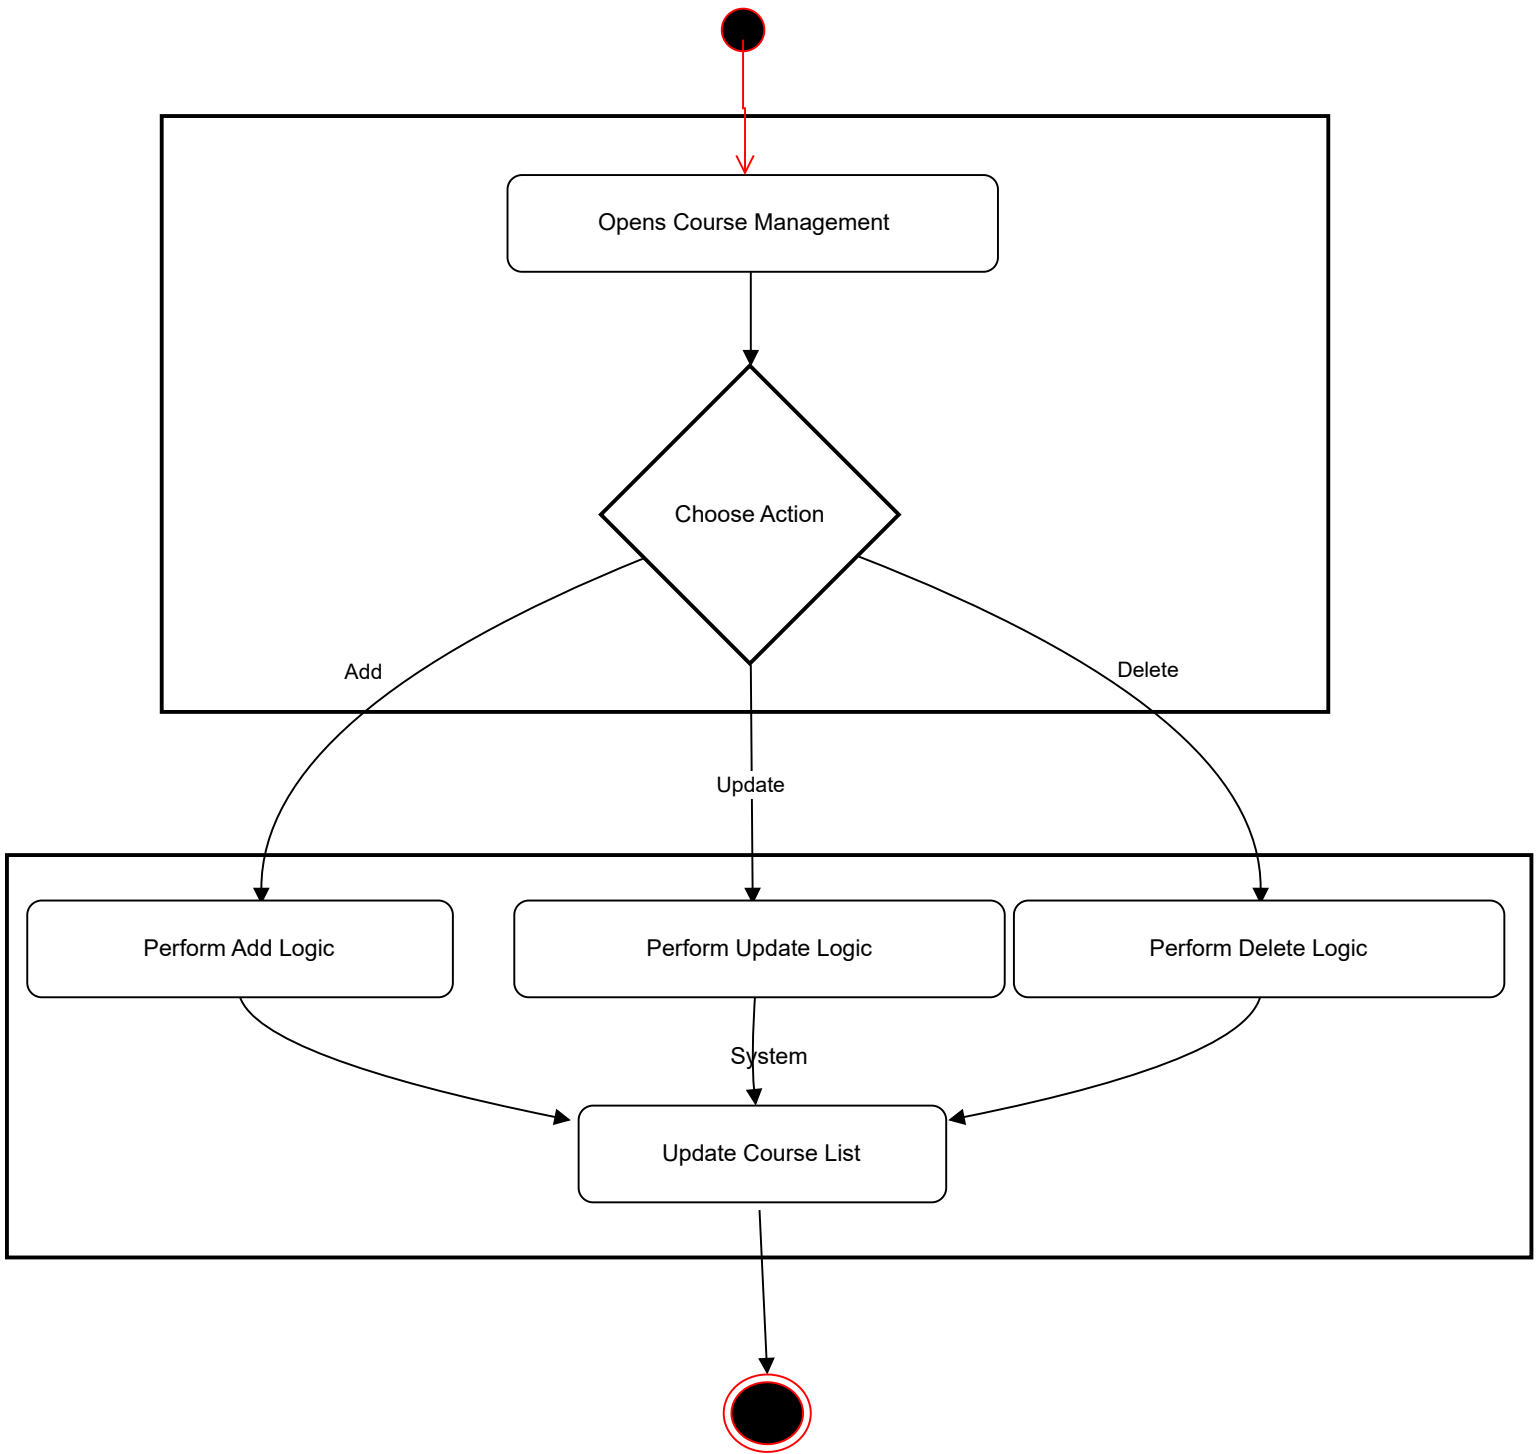 Opens Course Management
Choose Action
Add
Delete
Update
Perform Add Logic
Perform Update Logic
Perform Delete Logic
System
Update Course List